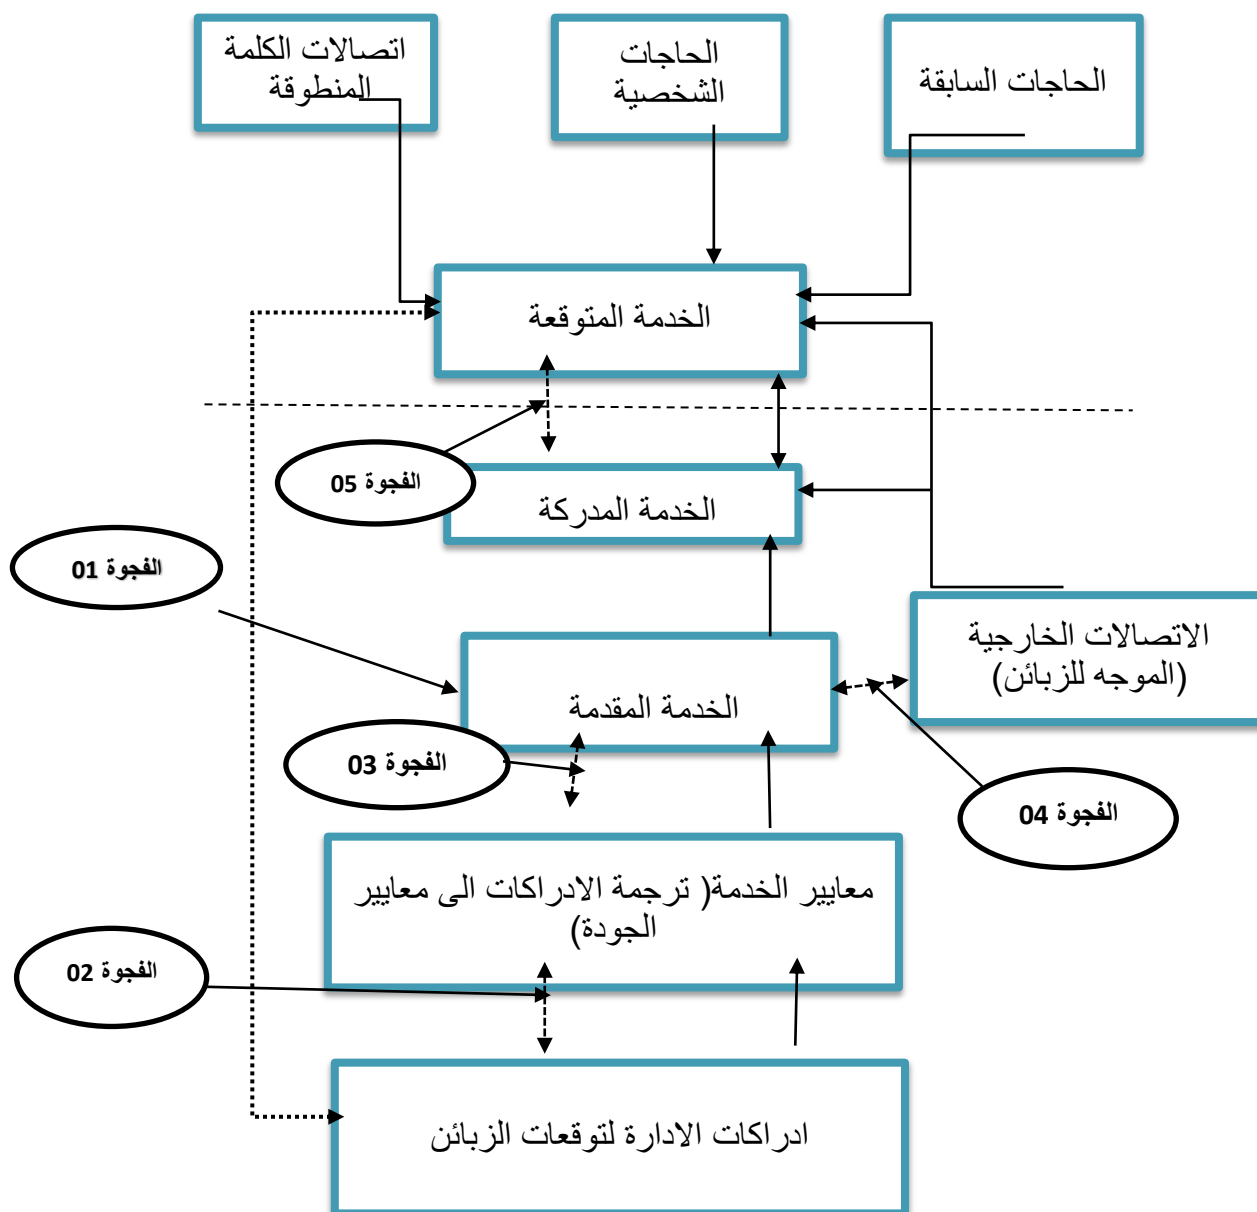 الحاجات السابقة
الحاجات
الشخصية
اتصالات الكلمة
المنطوقة
الخدمة المتوقعة
الفجوة 05
الخدمة المدركة
الفجوة 01
الاتصالات الخارجية
(الموجه للزبائن)
الخدمة المقدمة
الفجوة 03
الفجوة 04
معايير الخدمة( ترجمة الادراكات الى معايير
الجودة)
الفجوة 02
ادراكات الادارة لتوقعات الزبائن